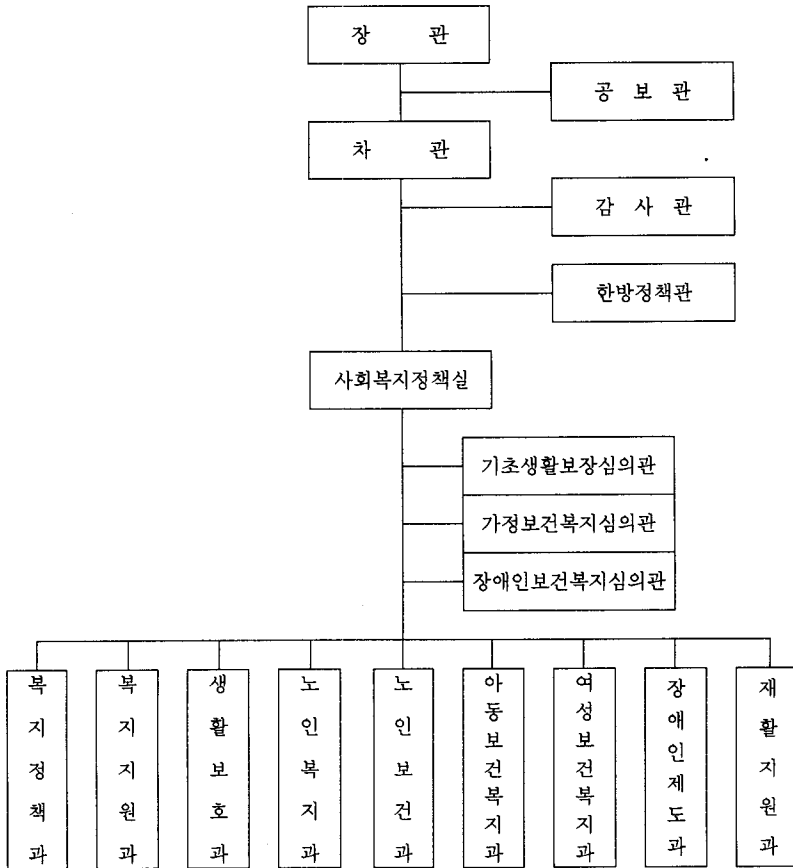 장 관
공 보 관
차 관
감 사 관
한방정책관
사회복지정책실
기초생활보장심의관
가정보건복지심의관
장애인보건복지심의관
복지정책과
복지지원과
생활보호과
노인복지과
노인보건과
아동보건복지과
여성보건복지과
장애인제도과
재활지원과